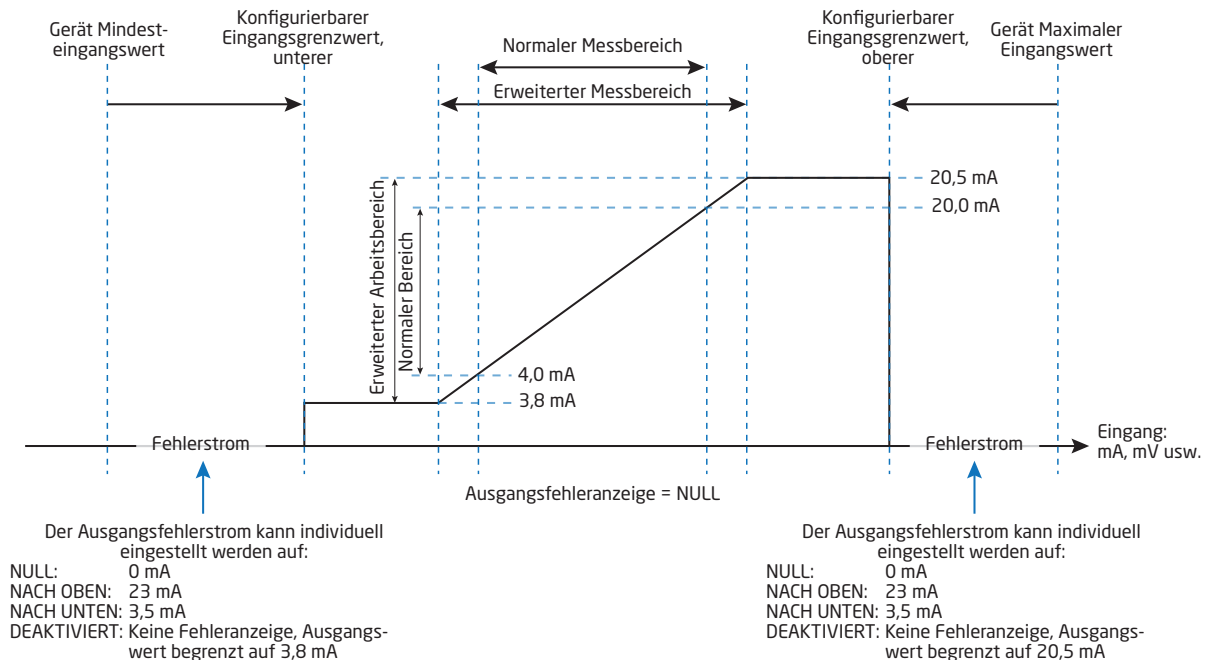 Gerät Mindest-
eingangswert
Konfigurierbarer
Eingangsgrenzwert,
unterer
Normaler Messbereich
Erweiterter Messbereich
Konfigurierbarer
Eingangsgrenzwert,
oberer
Gerät Maximaler
Eingangswert
Erweiterter Arbeitsbereich
Normaler Bereich
20,5 mA
20,0 mA
4,0 mA
3,8 mA
Fehlerstrom
Fehlerstrom
Eingang:
mA, mV usw.
Ausgangsfehleranzeige = NULL
Der Ausgangsfehlerstrom kann individuell
eingestellt werden auf:
NULL: 0 mA
NACH OBEN: 23 mA
NACH UNTEN: 3,5 mA
DEAKTIVIERT: Keine Fehleranzeige, Ausgangs-
wert begrenzt auf 3,8 mA
Der Ausgangsfehlerstrom kann individuell
eingestellt werden auf:
NULL: 0 mA
NACH OBEN: 23 mA
NACH UNTEN: 3,5 mA
DEAKTIVIERT: Keine Fehleranzeige, Ausgangs-
wert begrenzt auf 20,5 mA